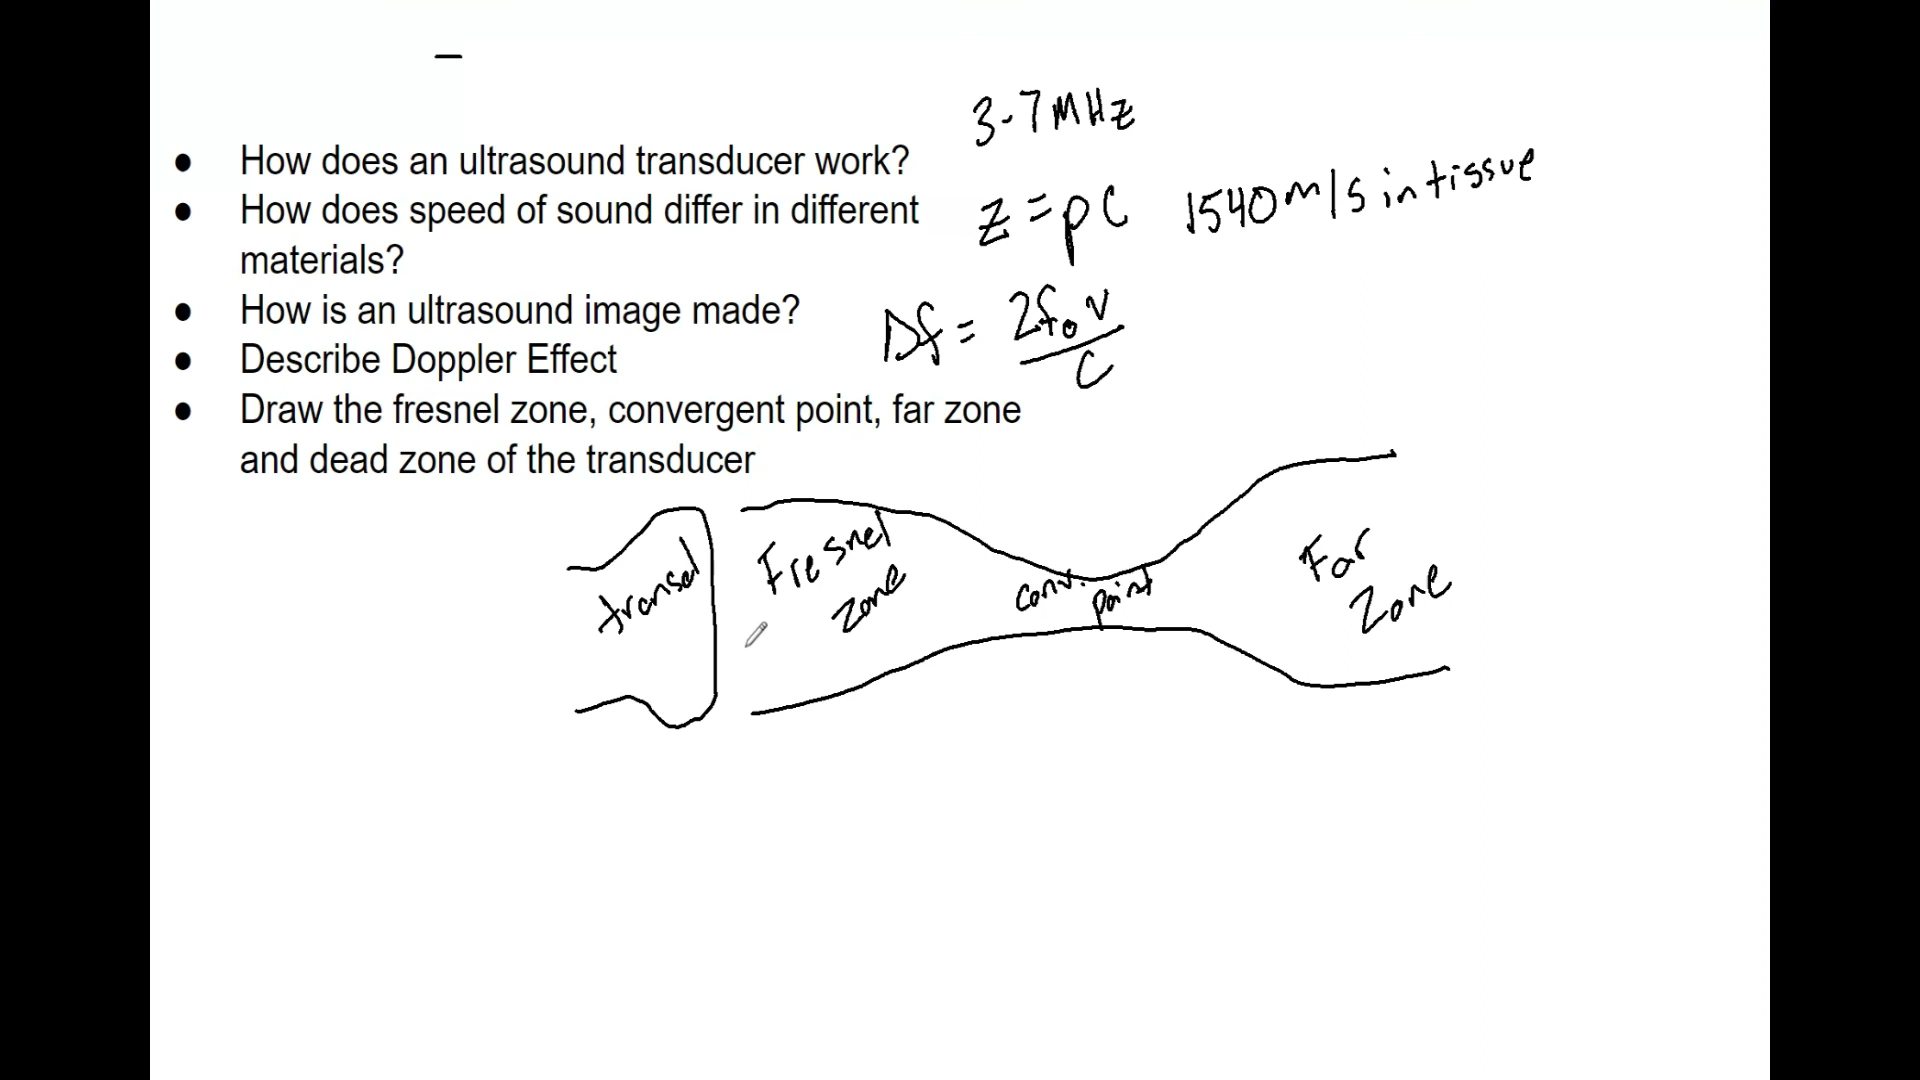 3-7MHz
● How does an ultrasound transducer work?
● How does speed of sound differ in different
materials?
z = ρC 1540m/s in tissue
● How is an ultrasound image made?
Δf = 2f₀v / C
● Describe Doppler Effect
● Draw the fresnel zone, convergent point, far zone
and dead zone of the transducer
transd
Fresnel
zone
conv.
point
Far
Zone